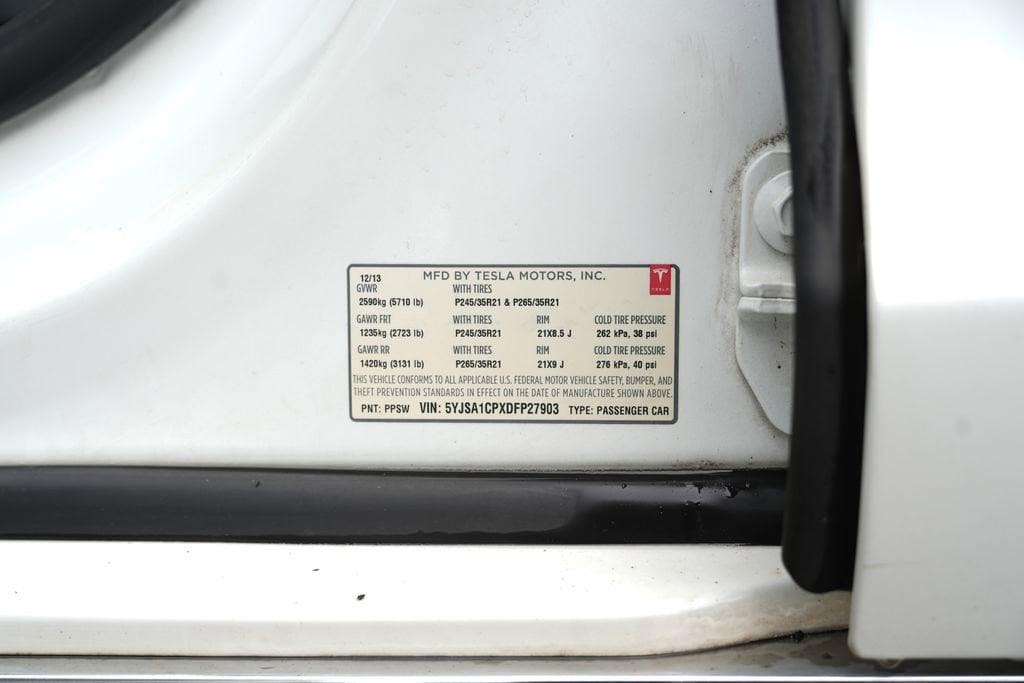 12/13 MFD BY TESLA MOTORS, INC.
TESLA
GVWR WITH TIRES
2590kg (5710 lb) P245/35R21 & P265/35R21
GAWR FRT WITH TIRES RIM COLD TIRE PRESSURE
1235kg (2723 lb) P245/35R21 21X8.5 J 262 kPa, 38 psi
GAWR RR WITH TIRES RIM COLD TIRE PRESSURE
1420kg (3131 lb) P265/35R21 21X9 J 276 kPa, 40 psi
THIS VEHICLE CONFORMS TO ALL APPLICABLE U.S. FEDERAL MOTOR VEHICLE SAFETY, BUMPER, AND
THEFT PREVENTION STANDARDS IN EFFECT ON THE DATE OF MANUFACTURE SHOWN ABOVE.
PNT: PPSW VIN: 5YJSA1CPXDFP27903 TYPE: PASSENGER CAR